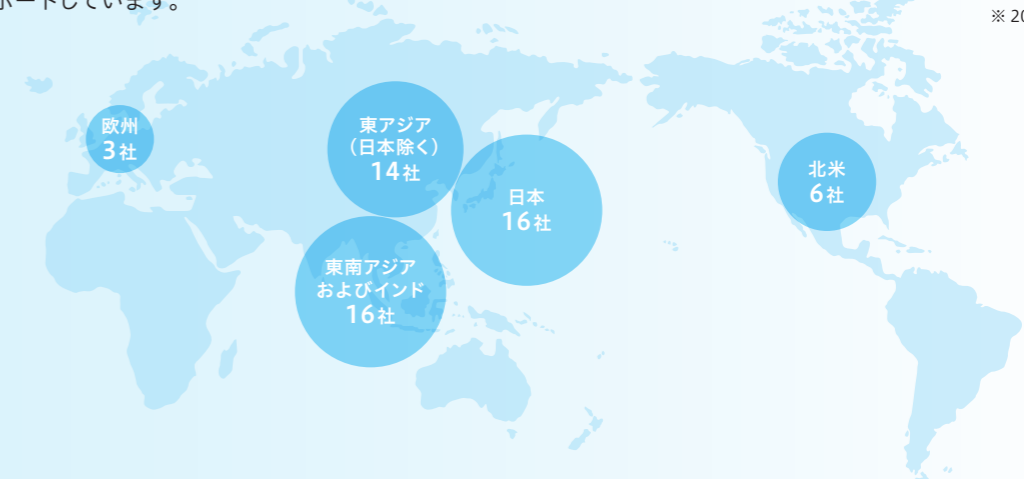 ポートしています。
※ 20
欧州
3社
東アジア
（日本除く）
14社
日本
16社
北米
6社
東南アジア
およびインド
16社